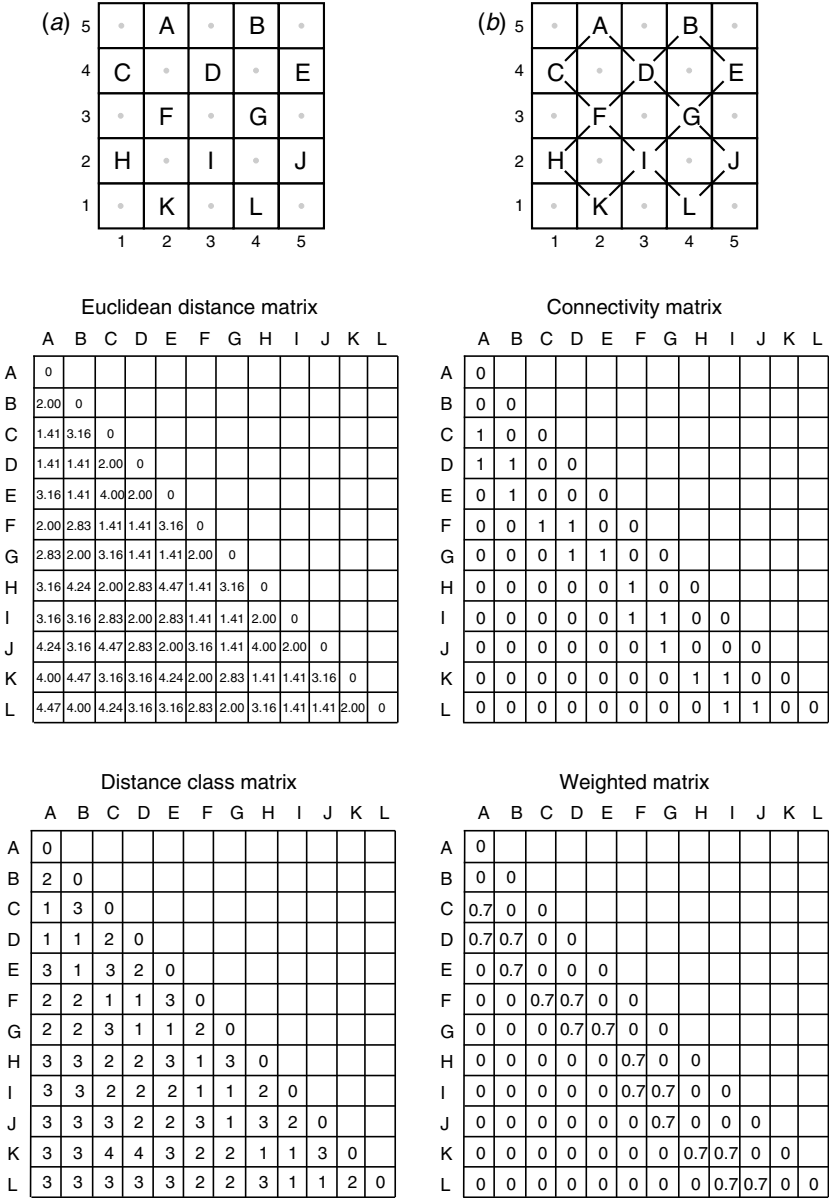 (a)
5 A B
4 C D E
3 F G
2 H I J
1 K L
1 2 3 4 5
(b)
5 A B
4 C D E
3 F G
2 H I J
1 K L
1 2 3 4 5
Euclidean distance matrix
A B C D E F G H I J K L
A 0
B 2.00 0
C 1.41 3.16 0
D 1.41 1.41 2.00 0
E 3.16 1.41 4.00 2.00 0
F 2.00 2.83 1.41 1.41 3.16 0
G 2.83 2.00 3.16 1.41 1.41 2.00 0
H 3.16 4.24 2.00 2.83 4.47 1.41 3.16 0
I 3.16 3.16 2.83 2.00 2.83 1.41 1.41 2.00 0
J 4.24 3.16 4.47 2.83 2.00 3.16 1.41 4.00 2.00 0
K 4.00 4.47 3.16 3.16 4.24 2.00 2.83 1.41 1.41 3.16 0
L 4.47 4.00 4.24 3.16 3.16 2.83 2.00 3.16 1.41 1.41 2.00 0
Connectivity matrix
A B C D E F G H I J K L
A 0
B 0 0
C 1 0 0
D 1 1 0 0
E 0 1 0 0 0
F 0 0 1 1 0 0
G 0 0 0 1 1 0 0
H 0 0 0 0 0 1 0 0
I 0 0 0 0 0 1 1 0 0
J 0 0 0 0 0 0 1 0 0 0
K 0 0 0 0 0 0 0 1 1 0 0
L 0 0 0 0 0 0 0 0 1 1 0 0
Distance class matrix
A B C D E F G H I J K L
A 0
B 2 0
C 1 3 0
D 1 1 2 0
E 3 1 3 2 0
F 2 2 1 1 3 0
G 2 2 3 1 1 2 0
H 3 3 2 2 3 1 3 0
I 3 3 2 2 2 1 1 2 0
J 3 3 3 2 2 3 1 3 2 0
K 3 3 4 4 3 2 2 1 1 3 0
L 3 3 3 3 3 2 2 3 1 1 2 0
Weighted matrix
A B C D E F G H I J K L
A 0
B 0 0
C 0.7 0 0
D 0.7 0.7 0 0
E 0 0.7 0 0 0
F 0 0 0.7 0.7 0 0
G 0 0 0 0.7 0.7 0 0
H 0 0 0 0 0 0.7 0 0
I 0 0 0 0 0 0.7 0.7 0 0
J 0 0 0 0 0 0 0.7 0 0 0
K 0 0 0 0 0 0 0 0.7 0.7 0 0
L 0 0 0 0 0 0 0 0 0.7 0.7 0 0